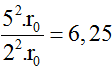 5².r₀ / 2².r₀ = 6,25